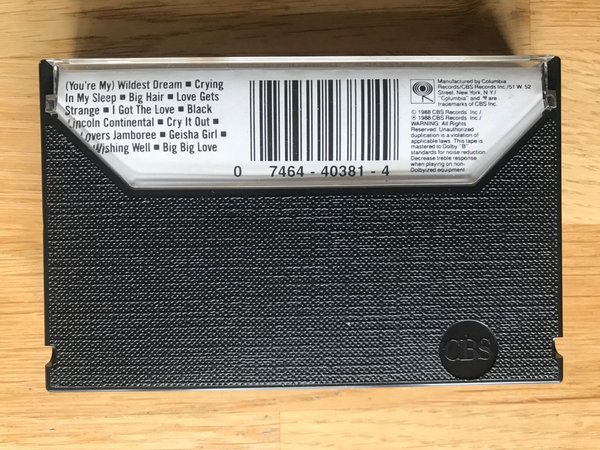 (You're My) Wildest Dream ■ Crying
In My Sleep ■ Big Hair ■ Love Gets
Strange ■ I Got The Love ■ Black
Lincoln Continental ■ Cry It Out ■
overs Jamboree ■ Geisha Girl ■
Wishing Well ■ Big Big Love
0 7464-40381-4
Manufactured by Columbia
Records/CBS Records Inc./51 W. 52
Street, New York, N.Y./
"Columbia" and are
trademarks of CBS Inc.
© 1988 CBS Records Inc./
℗ 1988 CBS Records Inc./
WARNING: All Rights
Reserved. Unauthorized
duplication is a violation of
applicable laws. This tape is
mastered to Dolby "B"
standards for noise reduction.
Decrease treble response
when playing on non-
Dolbyized equipment
CBS